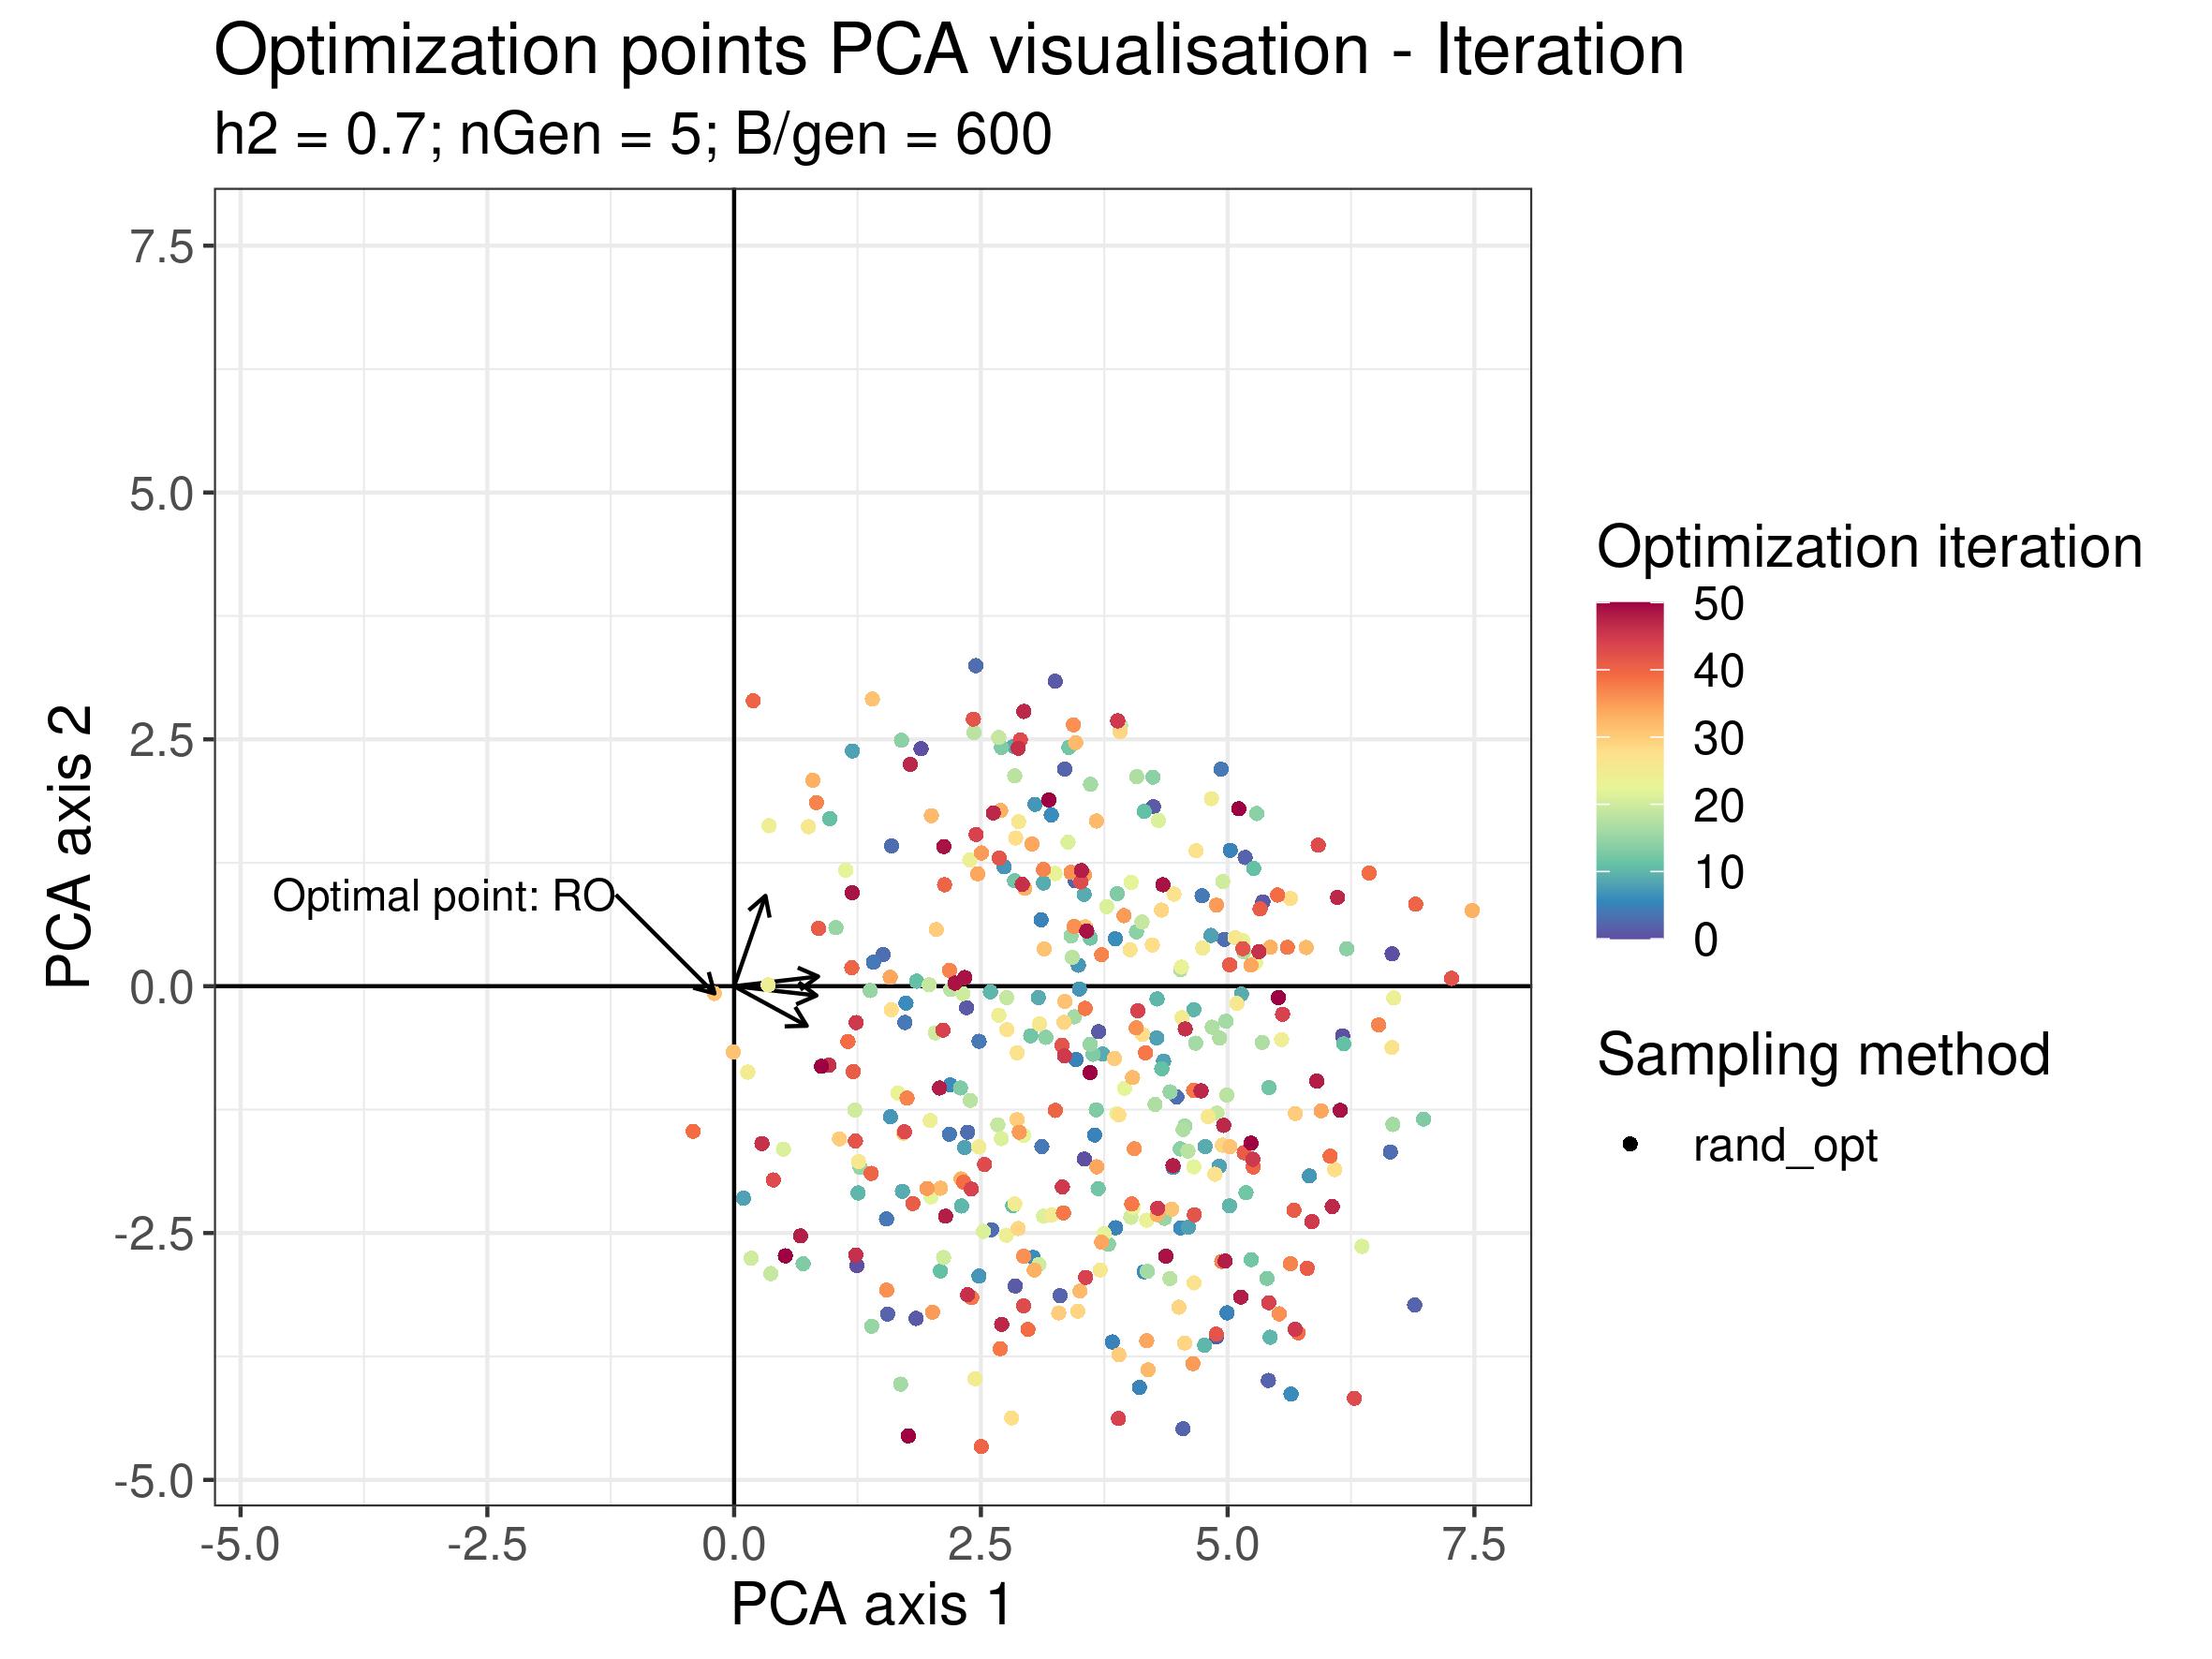 Optimization points PCA visualisation - Iteration
h2 = 0.7; nGen = 5; B/gen = 600
7.5
5.0
2.5
0.0
-2.5
-5.0
PCA axis 2
Optimal point: RO
-5.0
-2.5
0.0
2.5
5.0
7.5
PCA axis 1
Optimization iteration
50
40
30
20
10
0
Sampling method
rand_opt